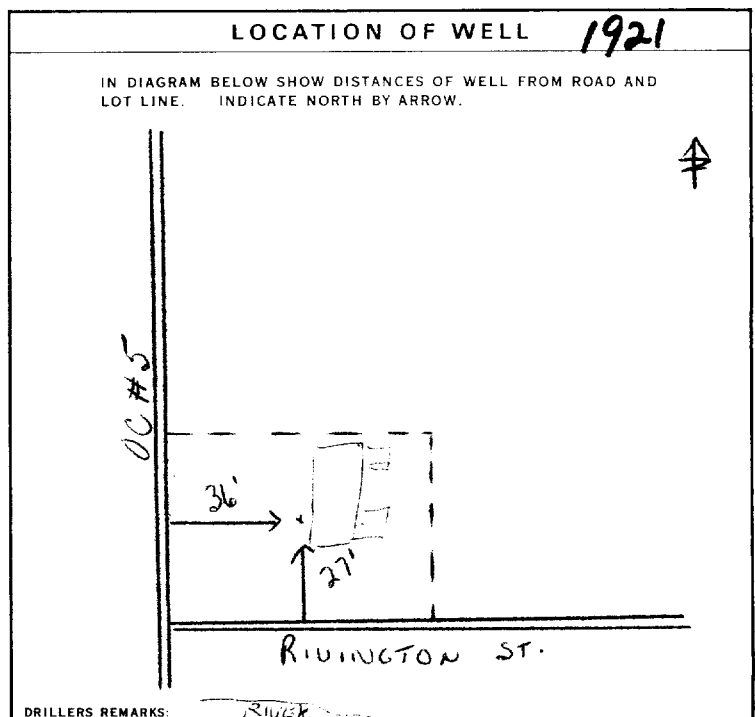 LOCATION OF WELL 1921
IN DIAGRAM BELOW SHOW DISTANCES OF WELL FROM ROAD AND
LOT LINE. INDICATE NORTH BY ARROW.
OC #5
36'
27'
RIVINGTON ST.
DRILLERS REMARKS: RIVER